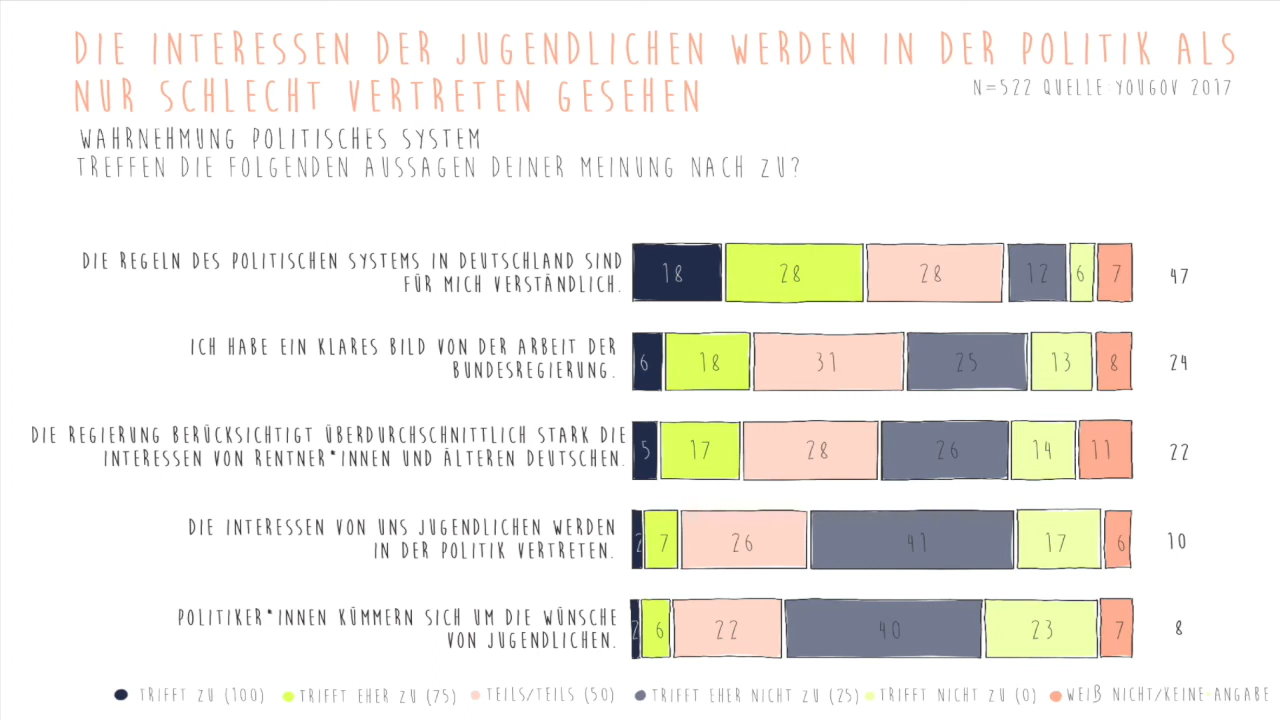 DIE INTERESSEN DER JUGENDLICHEN WERDEN IN DER POLITIK ALS
NUR SCHLECHT VERTRETEN GESEHEN
N=522 QUELLE:YOUGOV 2017
WAHRNEHMUNG POLITISCHES SYSTEM
TREFFEN DIE FOLGENDEN AUSSAGEN DEINER MEINUNG NACH ZU?
DIE REGELN DES POLITISCHEN SYSTEMS IN DEUTSCHLAND SIND
FÜR MICH VERSTÄNDLICH.
18 28 28 12 6 7 47
ICH HABE EIN KLARES BILD VON DER ARBEIT DER
BUNDESREGIERUNG.
6 18 31 25 13 8 24
DIE REGIERUNG BERÜCKSICHTIGT ÜBERDURCHSCHNITTLICH STARK DIE
INTERESSEN VON RENTNER*INNEN UND ÄLTEREN DEUTSCHEN.
5 17 28 26 14 11 22
DIE INTERESSEN VON UNS JUGENDLICHEN WERDEN
IN DER POLITIK VERTRETEN.
2 7 26 41 17 6 10
POLITIKER*INNEN KÜMMERN SICH UM DIE WÜNSCHE
VON JUGENDLICHEN.
2 6 22 40 23 7 8
TRIFFT ZU (100) TRIFFT EHER ZU (75) TEILS/TEILS (50) TRIFFT EHER NICHT ZU (25) TRIFFT NICHT ZU (0) WEIß NICHT/KEINE ANGABE